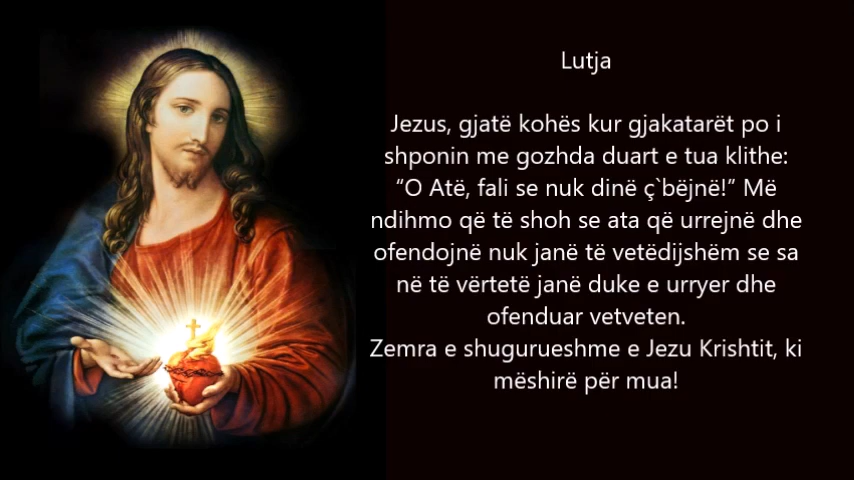 Lutja
Jezus, gjatë kohës kur gjakatarët po i
shponin me gozhda duart e tua klithe:
“O Atë, fali se nuk dinë ç`bëjnë!” Më
ndihmo që të shoh se ata që urrejnë dhe
ofendojnë nuk janë të vetëdijshëm se sa
në të vërtetë janë duke e urryer dhe
ofenduar vetveten.
Zemra e shugurueshme e Jezu Krishtit, ki
mëshirë për mua!